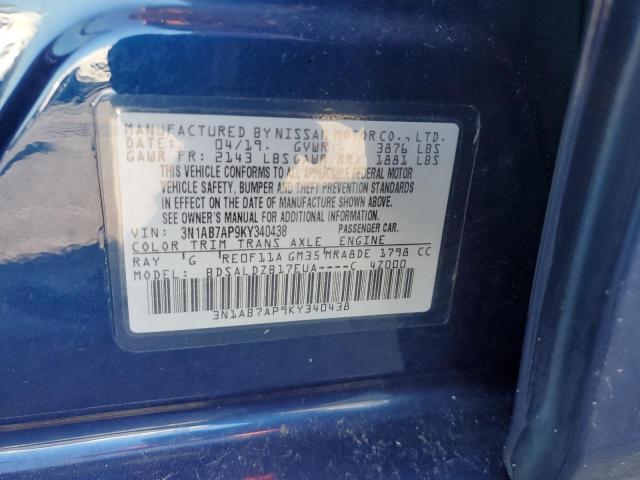 MANUFACTURED BY NISSAN MOTOR CO., LTD.
DATE: 04/19. GVWR: 3876 LBS
GAWR FR: 2143 LBS GAWR RR: 1881 LBS
THIS VEHICLE CONFORMS TO ALL APPLICABLE FEDERAL MOTOR
VEHICLE SAFETY, BUMPER AND THEFT PREVENTION STANDARDS
IN EFFECT ON THE DATE OF MANUFACTURE SHOWN ABOVE.
SEE OWNER'S MANUAL FOR ADDITIONAL INFORMATION.
VIN: 3N1AB7AP9KY340438 PASSENGER CAR.
COLOR TRIM TRANS AXLE ENGINE
RAY G RE0F11A GM35 MRA8DE 1798 CC
MODEL: BDSALDZB17EUA----C 4Z000
3N1AB7AP9KY340438